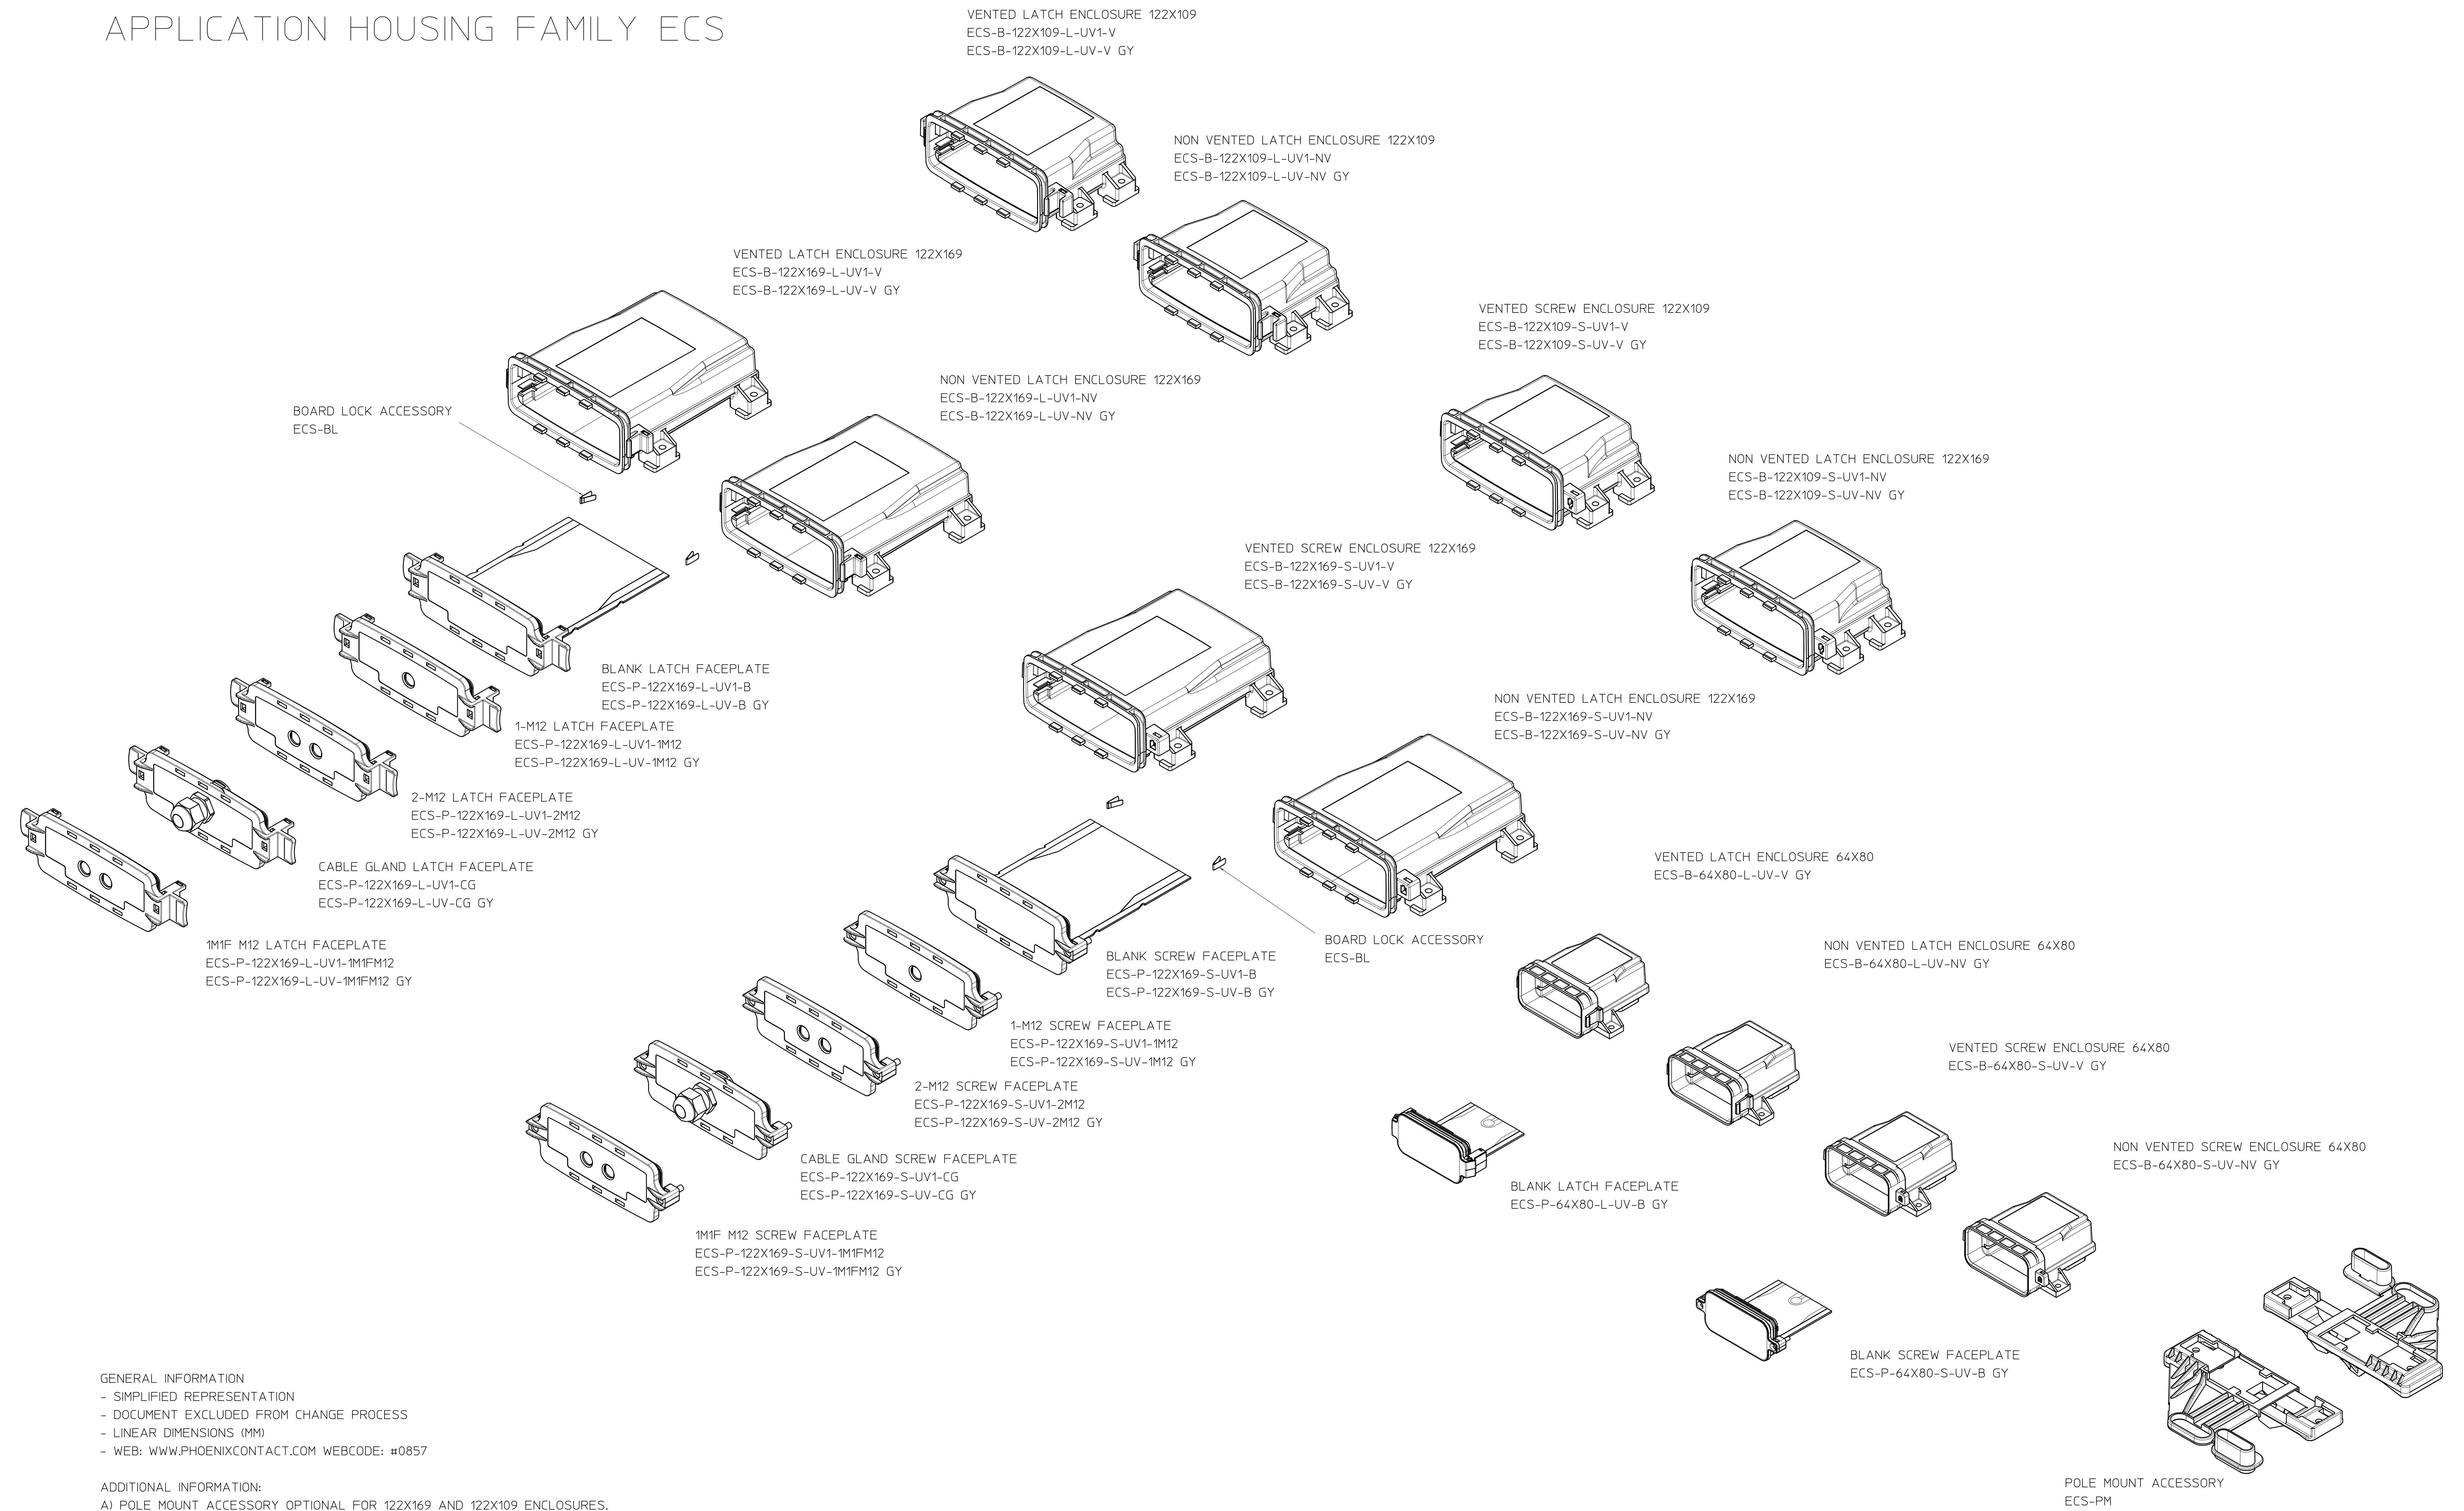 APPLICATION HOUSING FAMILY ECS
VENTED LATCH ENCLOSURE 122X109
ECS-B-122X109-L-UV1-V
ECS-B-122X109-L-UV-V GY
NON VENTED LATCH ENCLOSURE 122X109
ECS-B-122X109-L-UV1-NV
ECS-B-122X109-L-UV-NV GY
VENTED LATCH ENCLOSURE 122X169
ECS-B-122X169-L-UV1-V
ECS-B-122X169-L-UV-V GY
VENTED SCREW ENCLOSURE 122X109
ECS-B-122X109-S-UV1-V
ECS-B-122X109-S-UV-V GY
NON VENTED LATCH ENCLOSURE 122X169
ECS-B-122X169-L-UV1-NV
ECS-B-122X169-L-UV-NV GY
BOARD LOCK ACCESSORY
ECS-BL
NON VENTED LATCH ENCLOSURE 122X169
ECS-B-122X109-S-UV1-NV
ECS-B-122X109-S-UV-NV GY
VENTED SCREW ENCLOSURE 122X169
ECS-B-122X169-S-UV1-V
ECS-B-122X169-S-UV-V GY
BLANK LATCH FACEPLATE
ECS-P-122X169-L-UV1-B
ECS-P-122X169-L-UV-B GY
NON VENTED LATCH ENCLOSURE 122X169
ECS-B-122X169-S-UV1-NV
ECS-B-122X169-S-UV-NV GY
1-M12 LATCH FACEPLATE
ECS-P-122X169-L-UV1-1M12
ECS-P-122X169-L-UV-1M12 GY
2-M12 LATCH FACEPLATE
ECS-P-122X169-L-UV1-2M12
ECS-P-122X169-L-UV-2M12 GY
VENTED LATCH ENCLOSURE 64X80
ECS-B-64X80-L-UV-V GY
CABLE GLAND LATCH FACEPLATE
ECS-P-122X169-L-UV1-CG
ECS-P-122X169-L-UV-CG GY
BOARD LOCK ACCESSORY
ECS-BL
1M1F M12 LATCH FACEPLATE
ECS-P-122X169-L-UV1-1M1FM12
ECS-P-122X169-L-UV-1M1FM12 GY
NON VENTED LATCH ENCLOSURE 64X80
ECS-B-64X80-L-UV-NV GY
BLANK SCREW FACEPLATE
ECS-P-122X169-S-UV1-B
ECS-P-122X169-S-UV-B GY
1-M12 SCREW FACEPLATE
ECS-P-122X169-S-UV1-1M12
ECS-P-122X169-S-UV-1M12 GY
VENTED SCREW ENCLOSURE 64X80
ECS-B-64X80-S-UV-V GY
2-M12 SCREW FACEPLATE
ECS-P-122X169-S-UV1-2M12
ECS-P-122X169-S-UV-2M12 GY
NON VENTED SCREW ENCLOSURE 64X80
ECS-B-64X80-S-UV-NV GY
CABLE GLAND SCREW FACEPLATE
ECS-P-122X169-S-UV1-CG
ECS-P-122X169-S-UV-CG GY
BLANK LATCH FACEPLATE
ECS-P-64X80-L-UV-B GY
1M1F M12 SCREW FACEPLATE
ECS-P-122X169-S-UV1-1M1FM12
ECS-P-122X169-S-UV-1M1FM12 GY
BLANK SCREW FACEPLATE
ECS-P-64X80-S-UV-B GY
GENERAL INFORMATION
- SIMPLIFIED REPRESENTATION
- DOCUMENT EXCLUDED FROM CHANGE PROCESS
- LINEAR DIMENSIONS (MM)
- WEB: WWW.PHOENIXCONTACT.COM WEBCODE: #0857
ADDITIONAL INFORMATION:
A) POLE MOUNT ACCESSORY OPTIONAL FOR 122X169 AND 122X109 ENCLOSURES.
POLE MOUNT ACCESSORY
ECS-PM